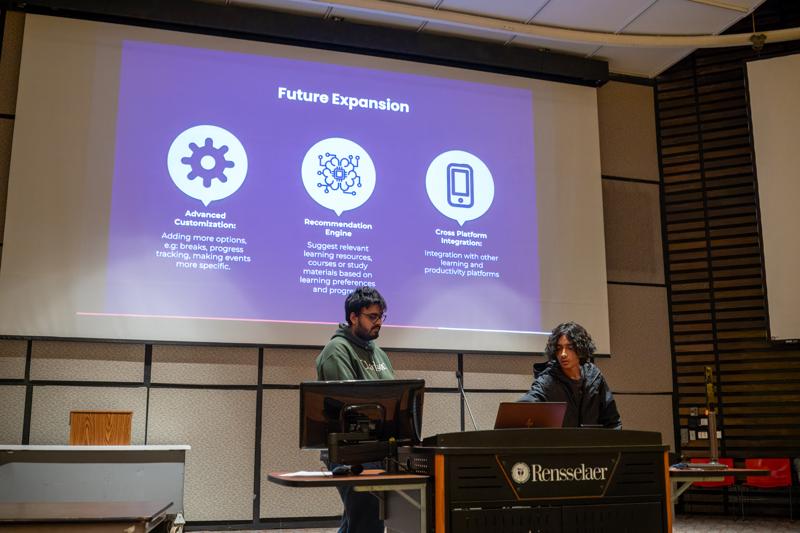 Future Expansion
Advanced
Customization:
Adding more options,
e.g: breaks, progress
tracking, making events
more specific.
Recommendation
Engine
Suggest relevant
learning resources,
courses or study
materials based on
learning preferences
and
Cross Platform
Integration:
Integration with other
learning and
productivity platforms
Rensselaer